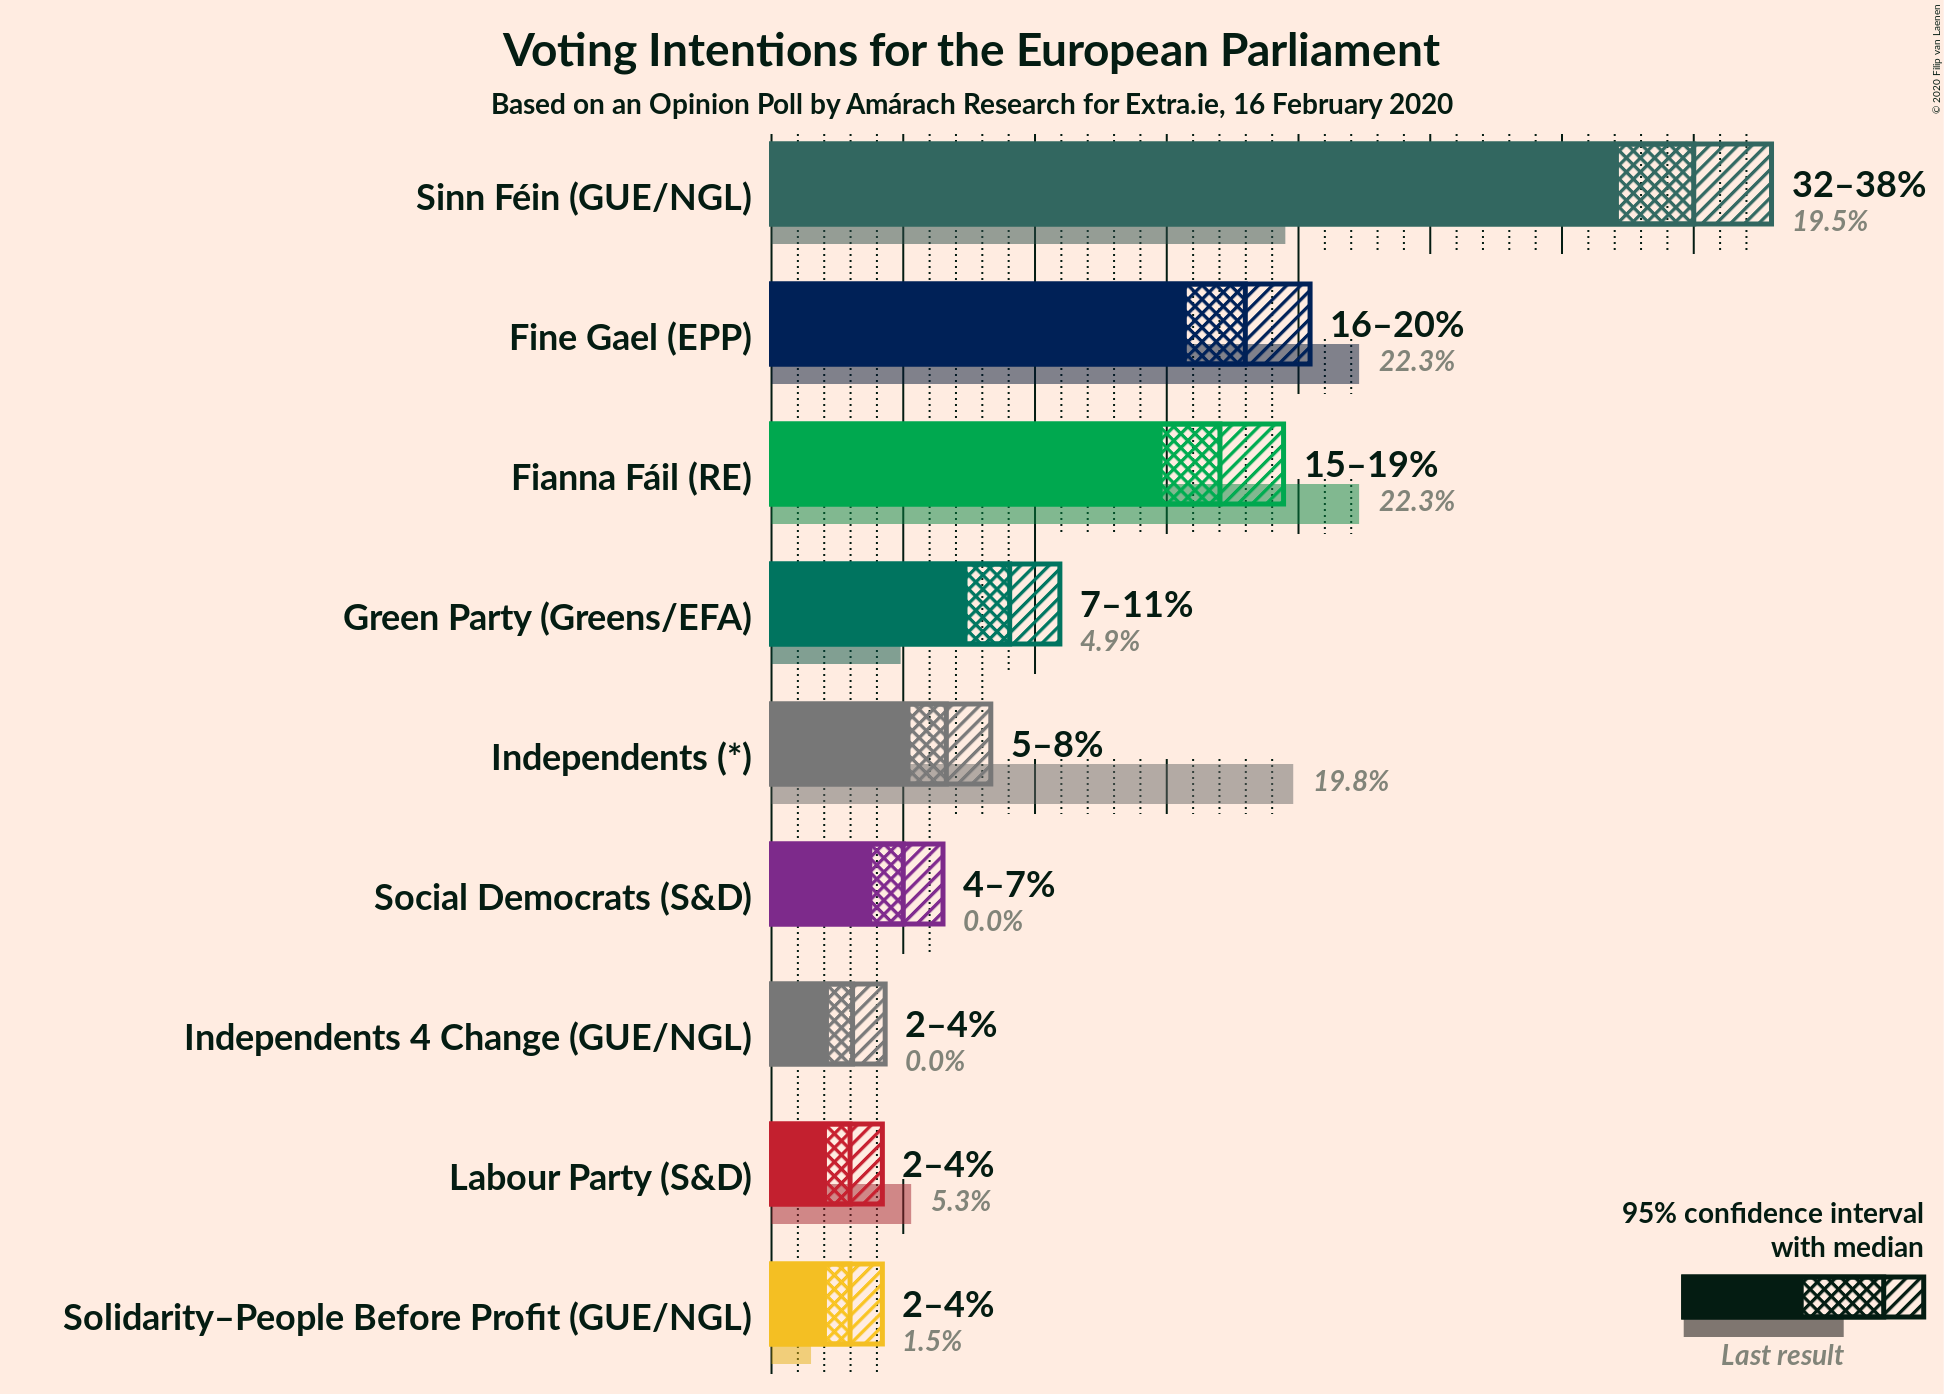 Voting Intentions for the European Parliament
Based on an Opinion Poll by Amárach Research for Extra.ie, 16 February 2020
© 2020 Filip van Laenen
Sinn Féin (GUE/NGL)
32–38%
19.5%
Fine Gael (EPP)
16–20%
22.3%
Fianna Fáil (RE)
15–19%
22.3%
Green Party (Greens/EFA)
7–11%
4.9%
Independents (*)
5–8%
19.8%
Social Democrats (S&D)
4–7%
0.0%
Independents 4 Change (GUE/NGL)
2–4%
0.0%
Labour Party (S&D)
2–4%
5.3%
Solidarity–People Before Profit (GUE/NGL)
2–4%
1.5%
95% confidence interval
with median
Last result